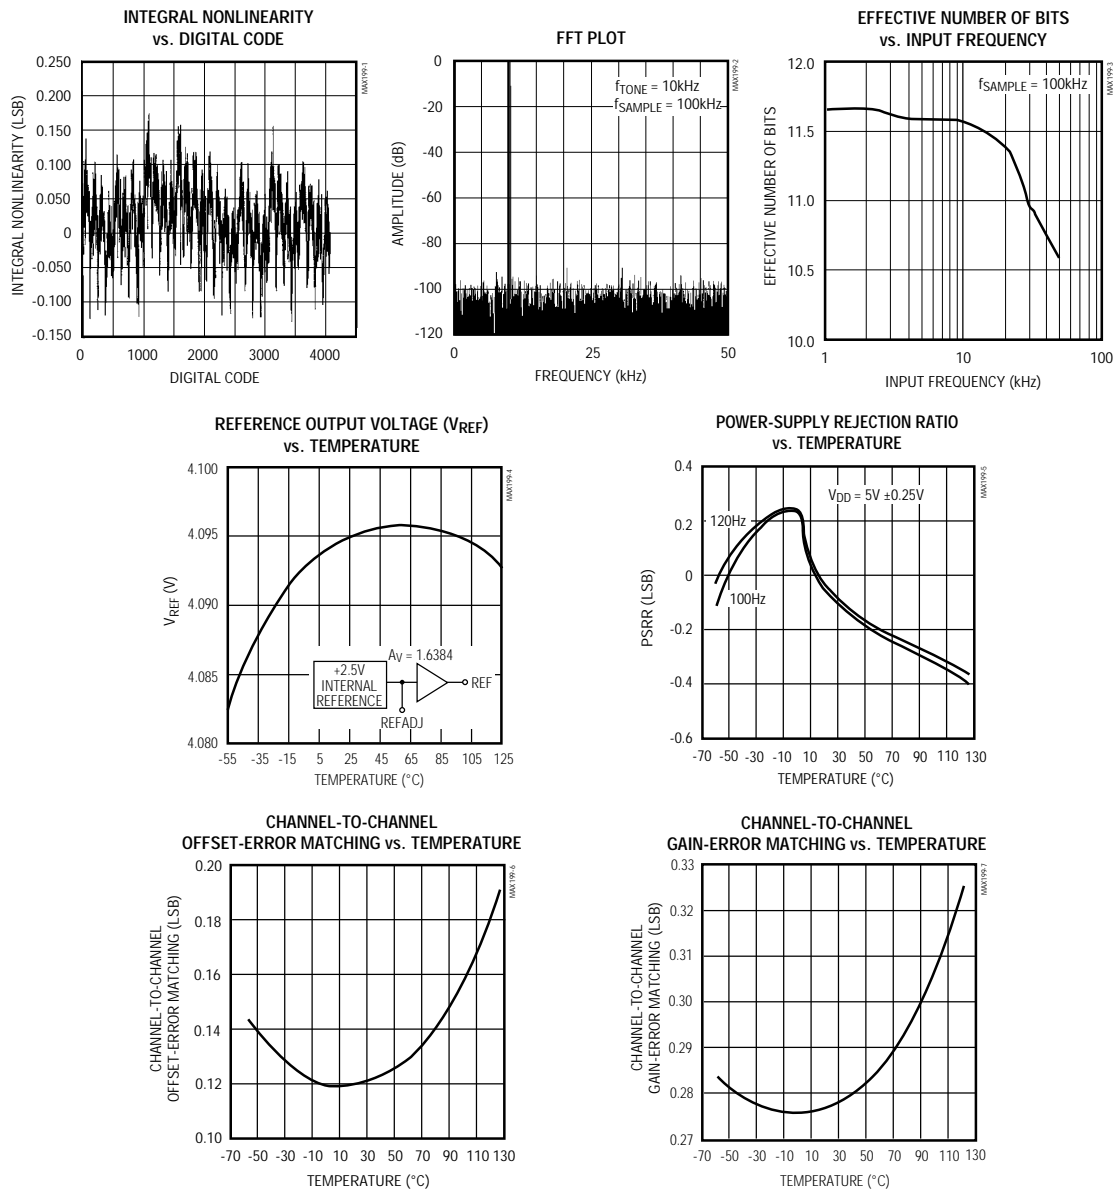 INTEGRAL NONLINEARITY
vs. DIGITAL CODE
0.250
0.200
0.150
0.100
0.050
0
-0.050
-0.100
-0.150
INTEGRAL NONLINEARITY (LSB)
0 1000 2000 3000 4000
DIGITAL CODE
MAX199-1
FFT PLOT
0
-20
-40
-60
-80
-100
-120
AMPLITUDE (dB)
fTONE = 10kHz
fSAMPLE = 100kHz
0 25 50
FREQUENCY (kHz)
MAX199-2
EFFECTIVE NUMBER OF BITS
vs. INPUT FREQUENCY
12.0
11.5
11.0
10.5
10.0
EFFECTIVE NUMBER OF BITS
fSAMPLE = 100kHz
1 10 100
INPUT FREQUENCY (kHz)
MAX199-3
REFERENCE OUTPUT VOLTAGE (VREF)
vs. TEMPERATURE
4.100
4.095
4.090
4.085
4.080
VREF (V)
AV = 1.6384
+2.5V
INTERNAL
REFERENCE
REF
REFADJ
-55 -35 -15 5 25 45 65 85 105 125
TEMPERATURE (°C)
MAX199-4
POWER-SUPPLY REJECTION RATIO
vs. TEMPERATURE
0.4
0.2
0
-0.2
-0.4
-0.6
PSRR (LSB)
VDD = 5V ±0.25V
120Hz
100Hz
-70 -50 -30 -10 10 30 50 70 90 110 130
TEMPERATURE (°C)
MAX199-5
CHANNEL-TO-CHANNEL
OFFSET-ERROR MATCHING vs. TEMPERATURE
0.20
0.18
0.16
0.14
0.12
0.10
CHANNEL-TO-CHANNEL
OFFSET-ERROR MATCHING (LSB)
-70 -50 -30 -10 10 30 50 70 90 110 130
TEMPERATURE (°C)
MAX199-6
CHANNEL-TO-CHANNEL
GAIN-ERROR MATCHING vs. TEMPERATURE
0.33
0.32
0.31
0.30
0.29
0.28
0.27
CHANNEL-TO-CHANNEL
GAIN-ERROR MATCHING (LSB)
-70 -50 -30 -10 10 30 50 70 90 110 130
TEMPERATURE (°C)
MAX199-7